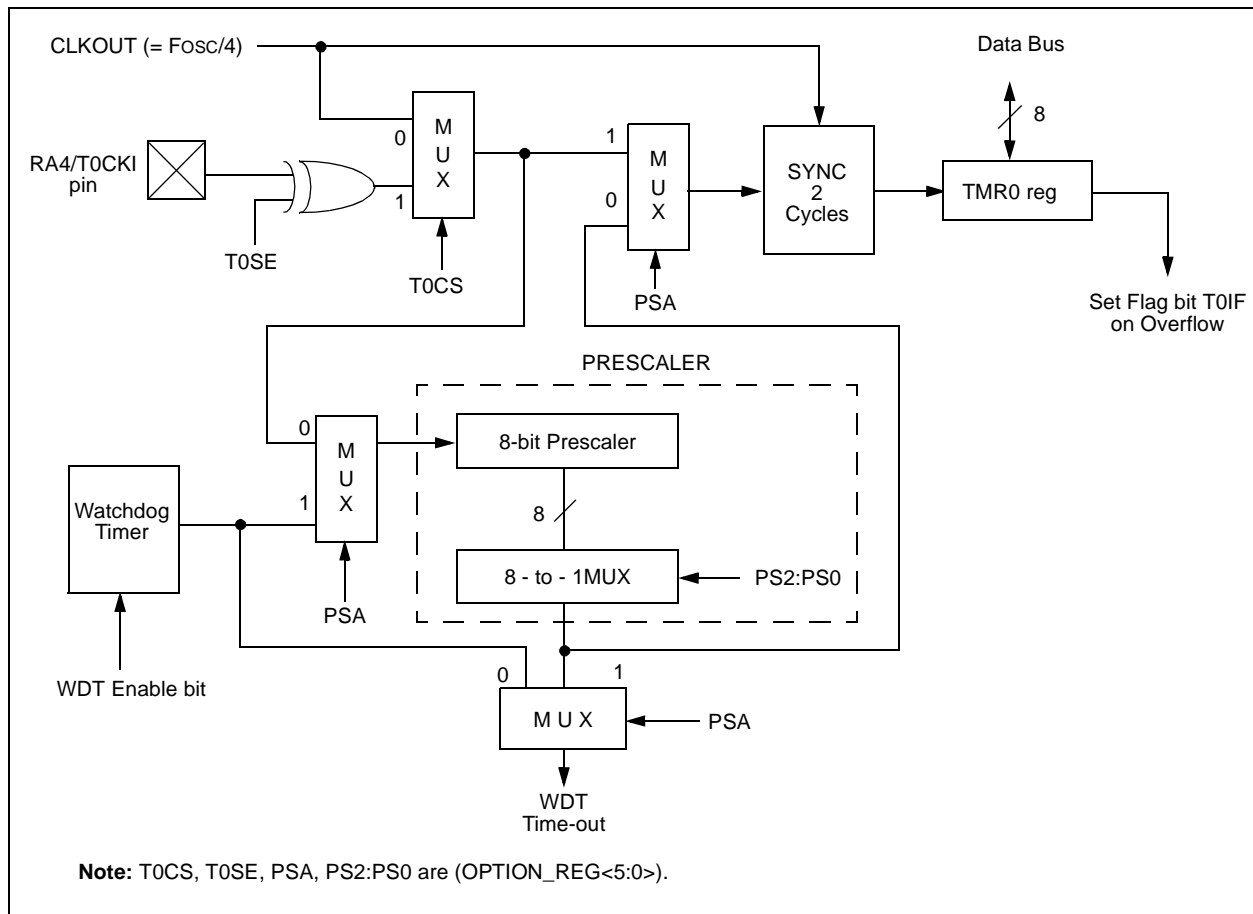 CLKOUT (= FOSC/4)
Data Bus
8
M
U
X
0
1
RA4/T0CKI
pin
T0SE
T0CS
M
U
X
1
0
PSA
SYNC
2
Cycles
TMR0 reg
Set Flag bit T0IF
on Overflow
PRESCALER
0
1
M
U
X
PSA
8-bit Prescaler
8
8 - to - 1MUX
PS2:PS0
Watchdog
Timer
WDT Enable bit
0
1
M U X
PSA
WDT
Time-out
Note: T0CS, T0SE, PSA, PS2:PS0 are (OPTION_REG<5:0>).